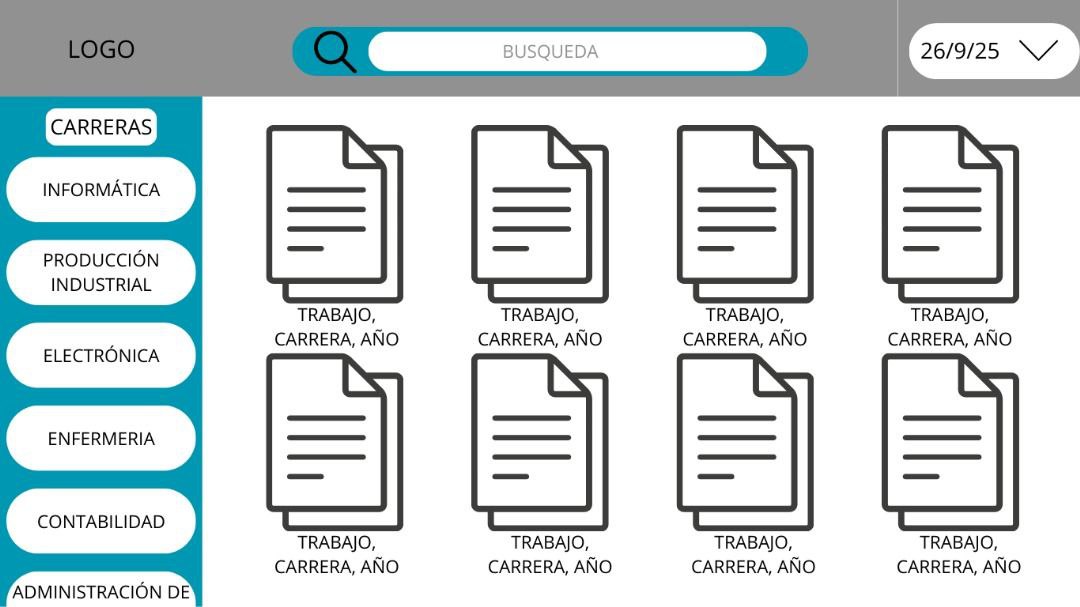 LOGO
BUSQUEDA
26/9/25
CARRERAS
INFORMÁTICA
PRODUCCIÓN
INDUSTRIAL
ELECTRÓNICA
ENFERMERIA
CONTABILIDAD
ADMINISTRACIÓN DE
TRABAJO,
CARRERA, AÑO
TRABAJO,
CARRERA, AÑO
TRABAJO,
CARRERA, AÑO
TRABAJO,
CARRERA, AÑO
TRABAJO,
CARRERA, AÑO
TRABAJO,
CARRERA, AÑO
TRABAJO,
CARRERA, AÑO
TRABAJO,
CARRERA, AÑO